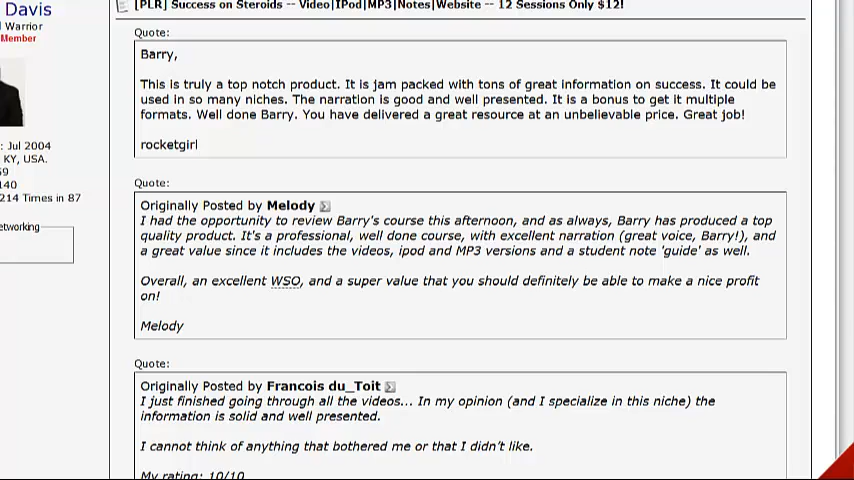 Davis
[PLR] Success on Steroids -- Video|IPod|MP3|Notes|Website -- 12 Sessions Only $12!
Warrior
Member
Quote:
Barry,
This is truly a top notch product. It is jam packed with tons of great information on success. It could be
used in so many niches. The narration is good and well presented. It is a bonus to get it multiple
formats. Well done Barry. You have delivered a great resource at an unbelievable price. Great job!
rocketgirl
: Jul 2004
KY, USA.
59
140
214 Times in 87
etworking
Quote:
Originally Posted by Melody
I had the opportunity to review Barry's course this afternoon, and as always, Barry has produced a top
quality product. It's a professional, well done course, with excellent narration (great voice, Barry!), and
a great value since it includes the videos, ipod and MP3 versions and a student note 'guide' as well.
Overall, an excellent WSO, and a super value that you should definitely be able to make a nice profit
on!
Melody
Quote:
Originally Posted by Francois du_Toit
I just finished going through all the videos... In my opinion (and I specialize in this niche) the
information is solid and well presented.
I cannot think of anything that bothered me or that I didn't like.
My rating: 10/10